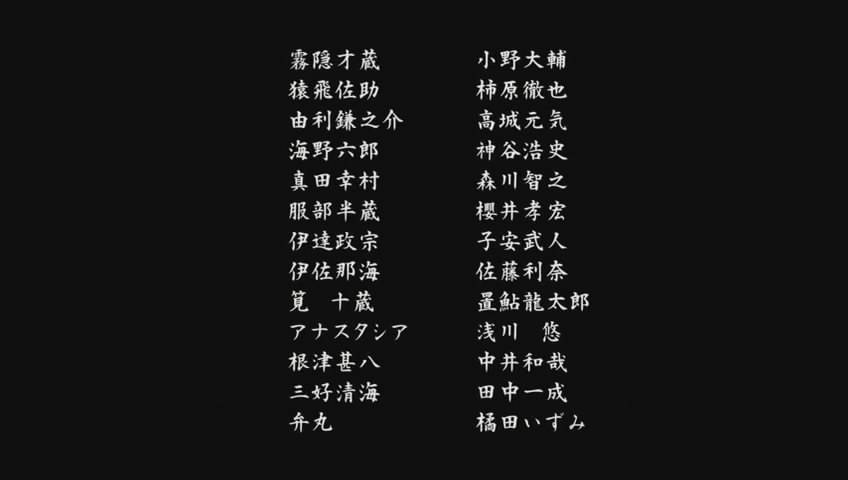 霧隠才蔵 小野大輔
猿飛佐助 柿原徹也
由利鎌之介 高城元気
海野六郎 神谷浩史
真田幸村 森川智之
服部半蔵 櫻井孝宏
伊達政宗 子安武人
伊佐那海 佐藤利奈
筧　十蔵 置鮎龍太郎
アナスタシア 浅川　悠
根津甚八 中井和哉
三好清海 田中一成
弁丸 橘田いずみ